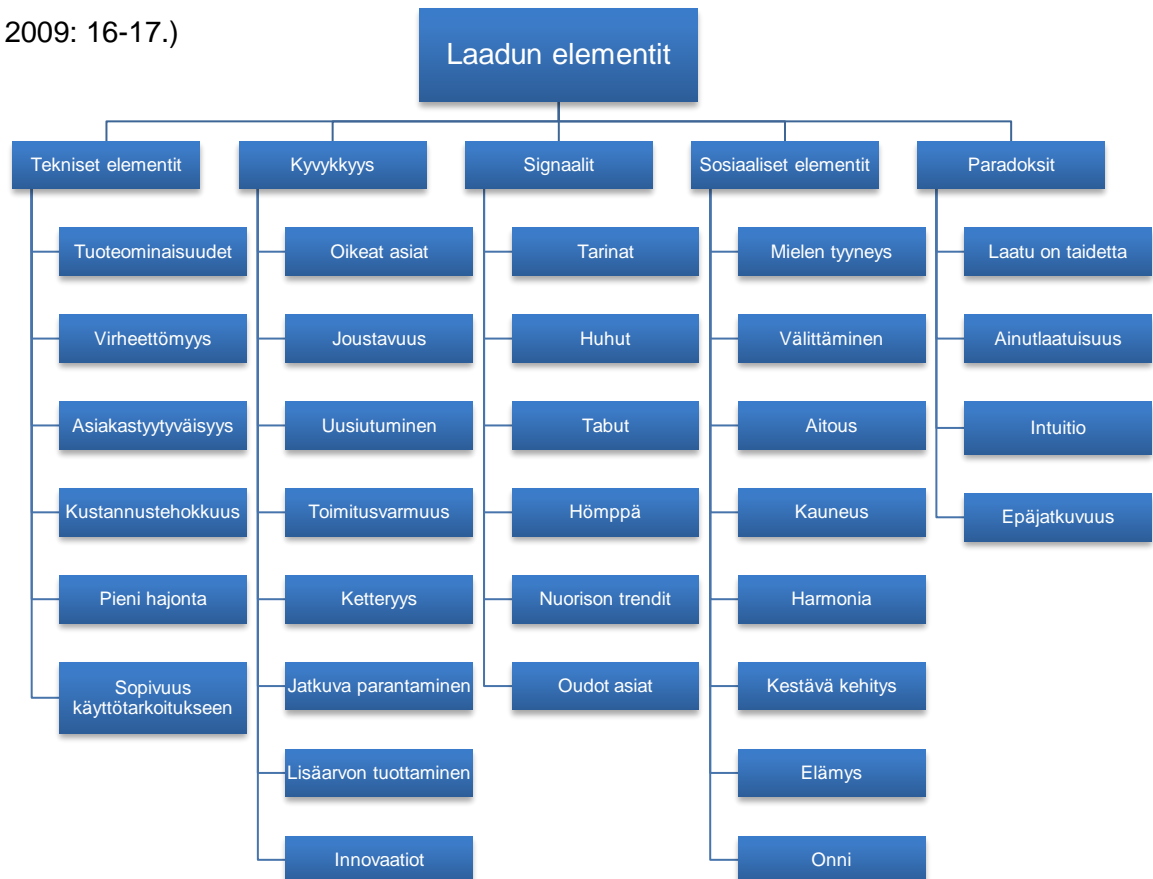 2009: 16-17.)
Laadun elementit
Tekniset elementit
Tuoteominaisuudet
Virheettömyys
Asiakastyytyväisyys
Kustannustehokkuus
Pieni hajonta
Sopivuus
käyttötarkoitukseen
Kyvykkyys
Oikeat asiat
Joustavuus
Uusiutuminen
Toimitusvarmuus
Ketteryys
Jatkuva parantaminen
Lisäarvon tuottaminen
Innovaatiot
Signaalit
Tarinat
Huhut
Tabut
Hömppä
Nuorison trendit
Oudot asiat
Sosiaaliset elementit
Mielen tyyneys
Välittäminen
Aitous
Kauneus
Harmonia
Kestävä kehitys
Elämys
Onni
Paradoksit
Laatu on taidetta
Ainutlaatuisuus
Intuitio
Epäjatkuvuus